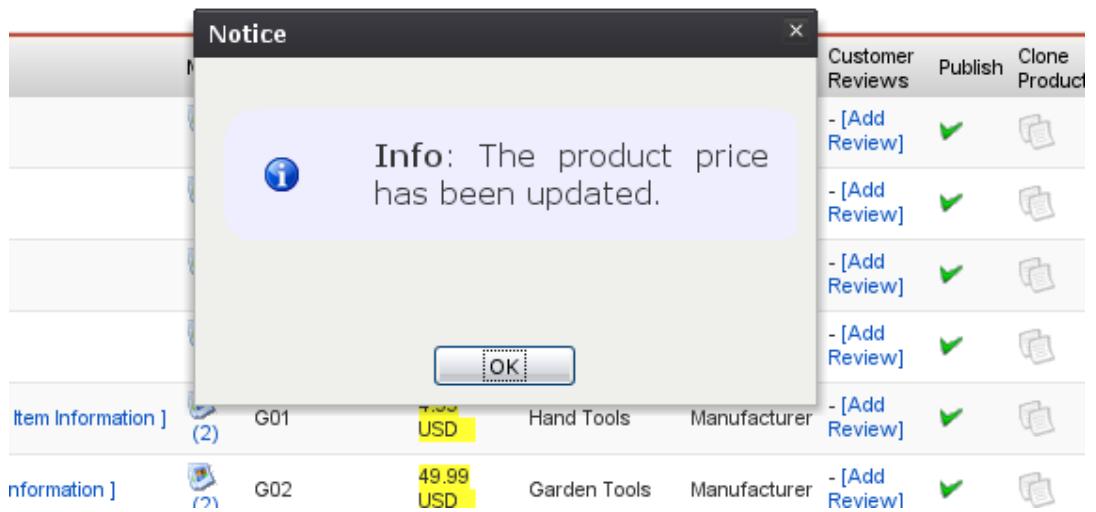 Notice
Customer
Reviews
Publish
Clone
Product
Info: The product price
has been updated.
OK
- [Add
Review]
- [Add
Review]
- [Add
Review]
- [Add
Review]
Item Information ]
(2)
G01
USD
Hand Tools
Manufacturer
- [Add
Review]
nformation ]
(2)
G02
49.99
USD
Garden Tools
Manufacturer
- [Add
Review]